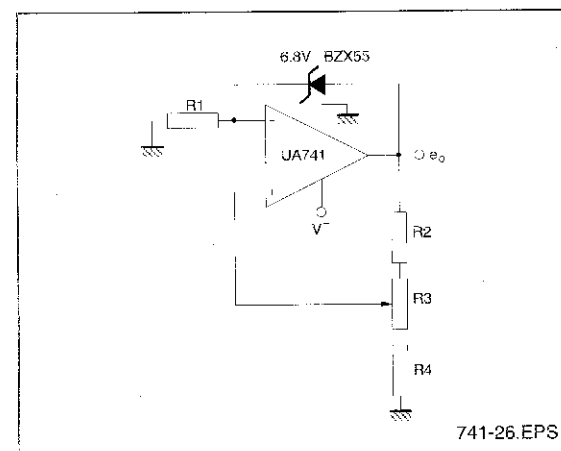 6.8V BZX55
R1
-
UA741
e₀
+
V⁻
R2
R3
R4
741-26.EPS